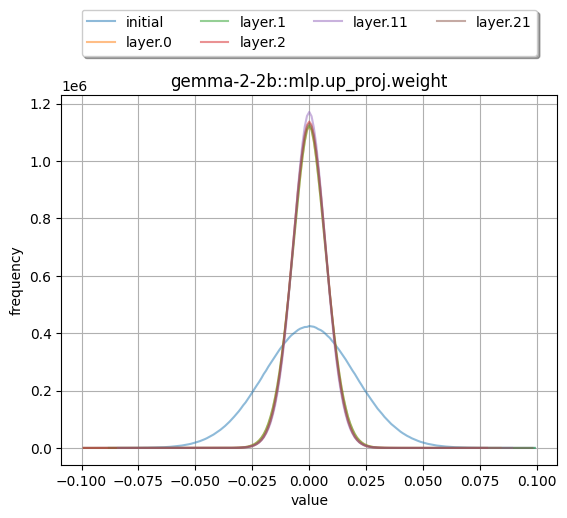 initial layer.1 layer.11 layer.21
layer.0 layer.2
1e6
gemma-2-2b::mlp.up_proj.weight
1.2
1.0
0.8
0.6
0.4
0.2
0.0
frequency
−0.100 −0.075 −0.050 −0.025 0.000 0.025 0.050 0.075 0.100
value